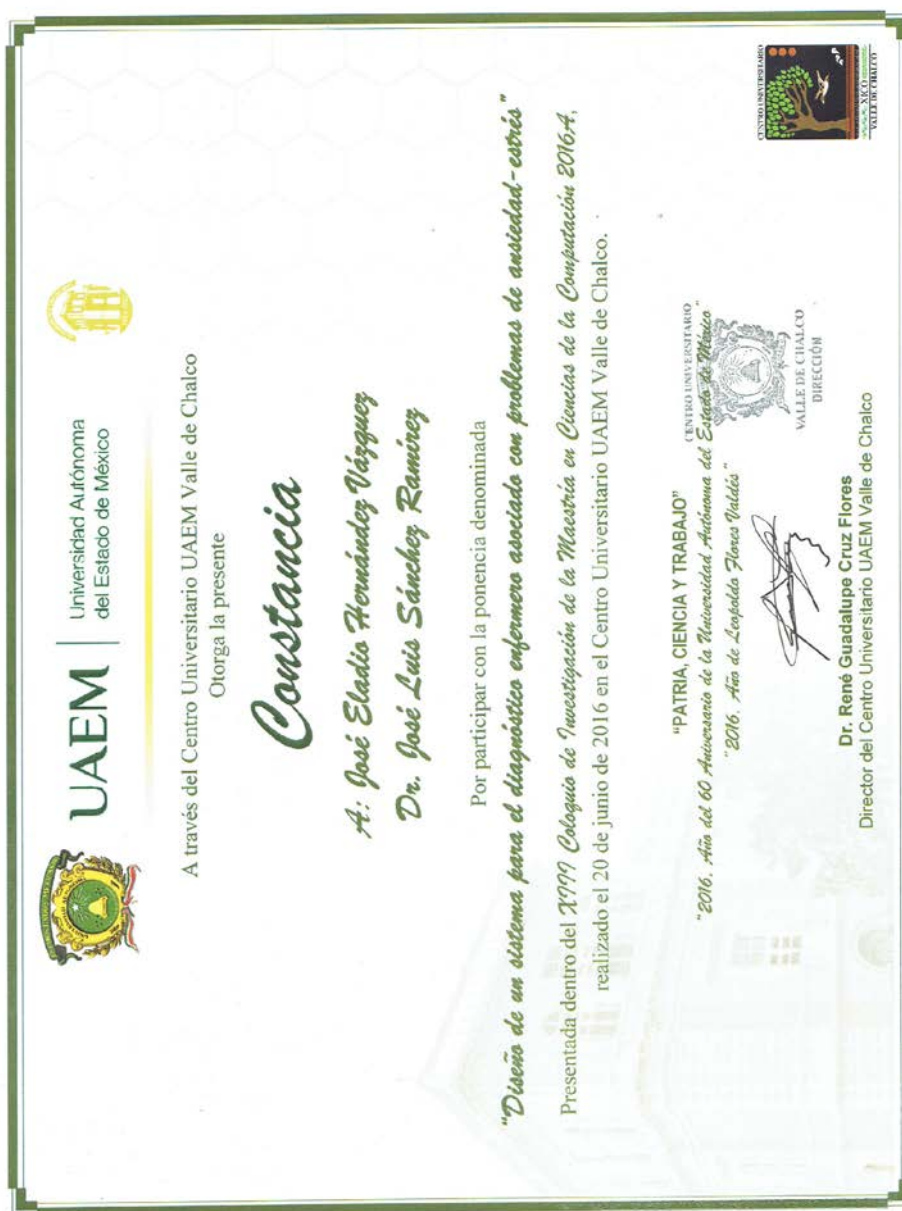 UAEM
Universidad Autónoma
del Estado de México
A través del Centro Universitario UAEM Valle de Chalco
Otorga la presente
Constancia
A: José Eladio Hernández Vázquez
Dr. José Luis Sánchez Ramírez
Por participar con la ponencia denominada
"Diseño de un sistema para el diagnóstico enfermero asociado con problemas de ansiedad-estrés"
Presentada dentro del XIII Coloquio de Investigación de la Maestría en Ciencias de la Computación 2016A,
realizado el 20 de junio de 2016 en el Centro Universitario UAEM Valle de Chalco.
"PATRIA, CIENCIA Y TRABAJO"
"2016. Año del 60 Aniversario de la Universidad Autónoma del Estado de México"
"2016. Año de Leopoldo Flores Valdés"
CENTRO UNIVERSITARIO
VALLE DE CHALCO
DIRECCIÓN
Dr. René Guadalupe Cruz Flores
Director del Centro Universitario UAEM Valle de Chalco
CENTRO UNIVERSITARIO
XICO
VALLE DE CHALCO